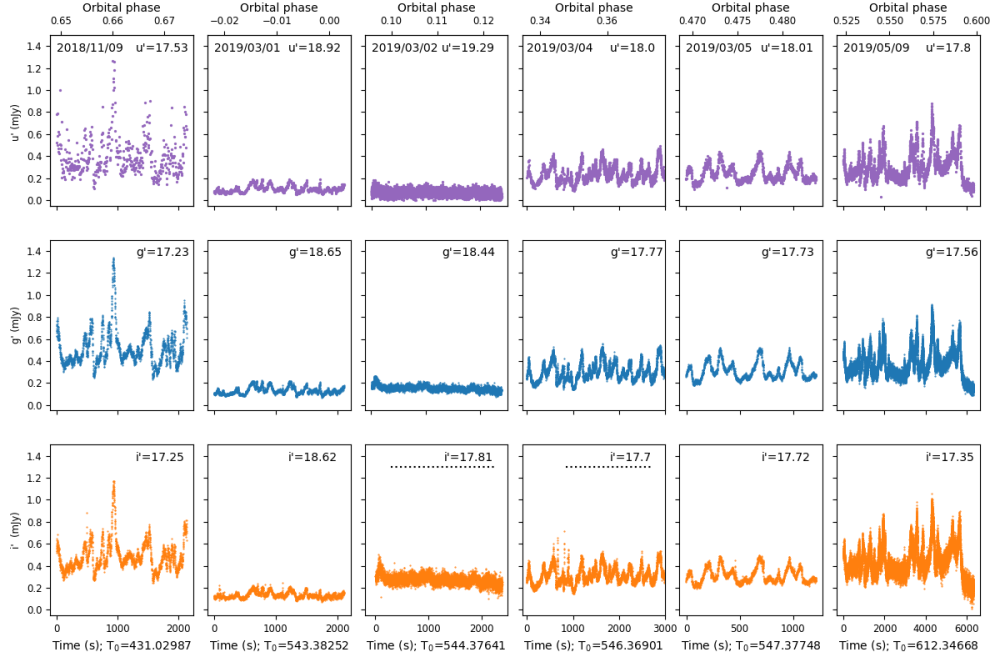 Orbital phase Orbital phase Orbital phase Orbital phase Orbital phase Orbital phase
0.65 0.66 0.67 −0.02 −0.01 0.00 0.10 0.11 0.12 0.34 0.36 0.470 0.475 0.480 0.525 0.550 0.575 0.600
2018/11/09 u'=17.53 2019/03/01 u'=18.92 2019/03/02 u'=19.29 2019/03/04 u'=18.0 2019/03/05 u'=18.01 2019/05/09 u'=17.8
u' (mJy)
1.4
1.2
1.0
0.8
0.6
0.4
0.2
0.0
g'=17.23 g'=18.65 g'=18.44 g'=17.77 g'=17.73 g'=17.56
g' (mJy)
1.4
1.2
1.0
0.8
0.6
0.4
0.2
0.0
i'=17.25 i'=18.62 i'=17.81 i'=17.7 i'=17.72 i'=17.35
i' (mJy)
1.4
1.2
1.0
0.8
0.6
0.4
0.2
0.0
0 1000 2000 0 1000 2000 0 1000 2000 0 1000 2000 3000 0 500 1000 0 2000 4000 6000
Time (s); T₀=431.02987 Time (s); T₀=543.38252 Time (s); T₀=544.37641 Time (s); T₀=546.36901 Time (s); T₀=547.37748 Time (s); T₀=612.34668